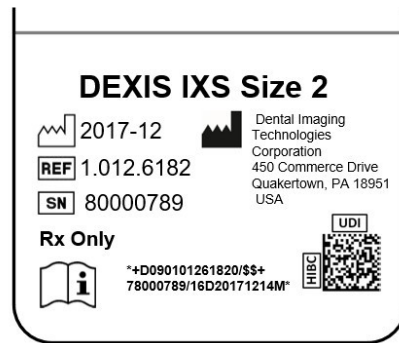 DEXIS IXS Size 2
2017-12
REF 1.012.6182
SN 80000789
Dental Imaging
Technologies
Corporation
450 Commerce Drive
Quakertown, PA 18951
USA
Rx Only
i
*+D090101261820/$$+
78000789/16D20171214M*
HIBC
UDI